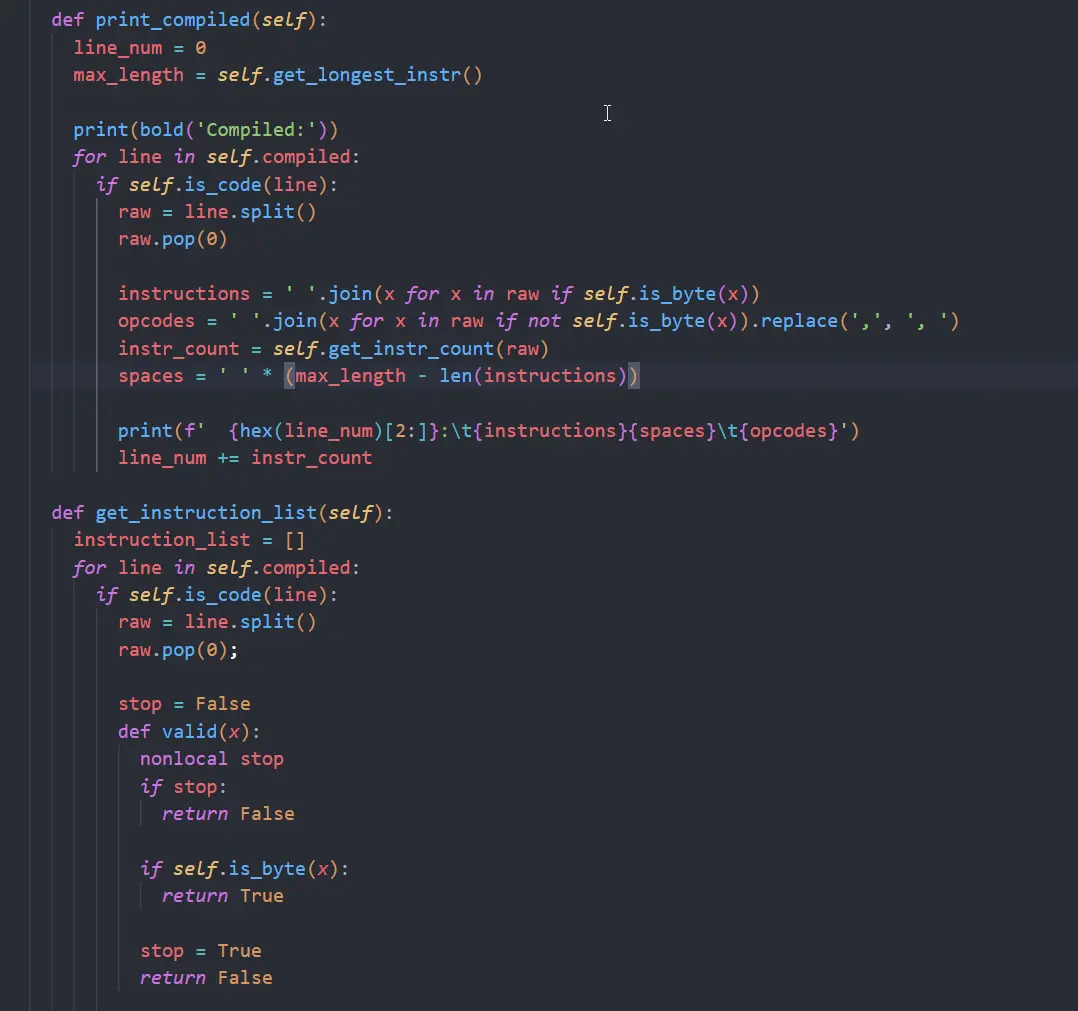 def print_compiled(self):
  line_num = 0
  max_length = self.get_longest_instr()

  print(bold('Compiled:'))
  for line in self.compiled:
    if self.is_code(line):
      raw = line.split()
      raw.pop(0)

      instructions = ' '.join(x for x in raw if self.is_byte(x))
      opcodes = ' '.join(x for x in raw if not self.is_byte(x)).replace(',', ', ')
      instr_count = self.get_instr_count(raw)
      spaces = ' ' * (max_length - len(instructions))

      print(f'  {hex(line_num)[2:]}:\t{instructions}{spaces}\t{opcodes}')
      line_num += instr_count

def get_instruction_list(self):
  instruction_list = []
  for line in self.compiled:
    if self.is_code(line):
      raw = line.split()
      raw.pop(0);

      stop = False
      def valid(x):
        nonlocal stop
        if stop:
          return False

        if self.is_byte(x):
          return True

        stop = True
        return False